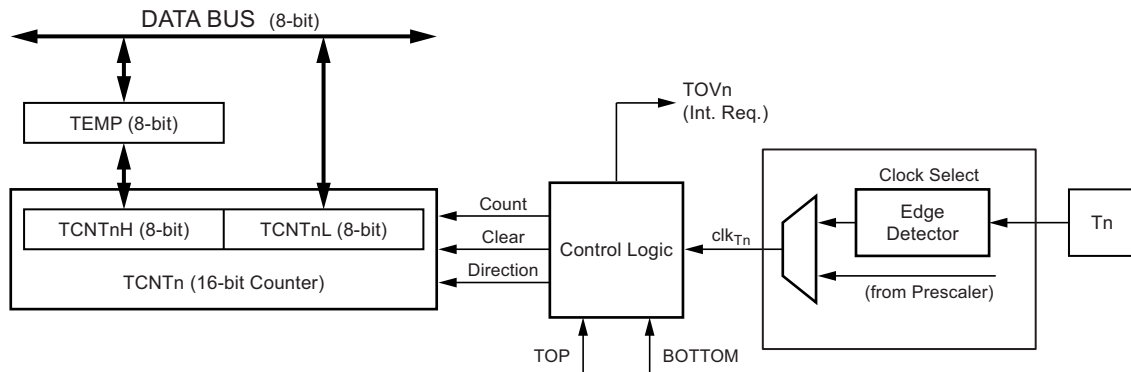 DATA BUS (8-bit)
TEMP (8-bit)
TCNTnH (8-bit)
TCNTnL (8-bit)
TCNTn (16-bit Counter)
Count
Clear
Direction
TOVn
(Int. Req.)
Control Logic
TOP
BOTTOM
clkTn
Clock Select
Edge
Detector
(from Prescaler)
Tn